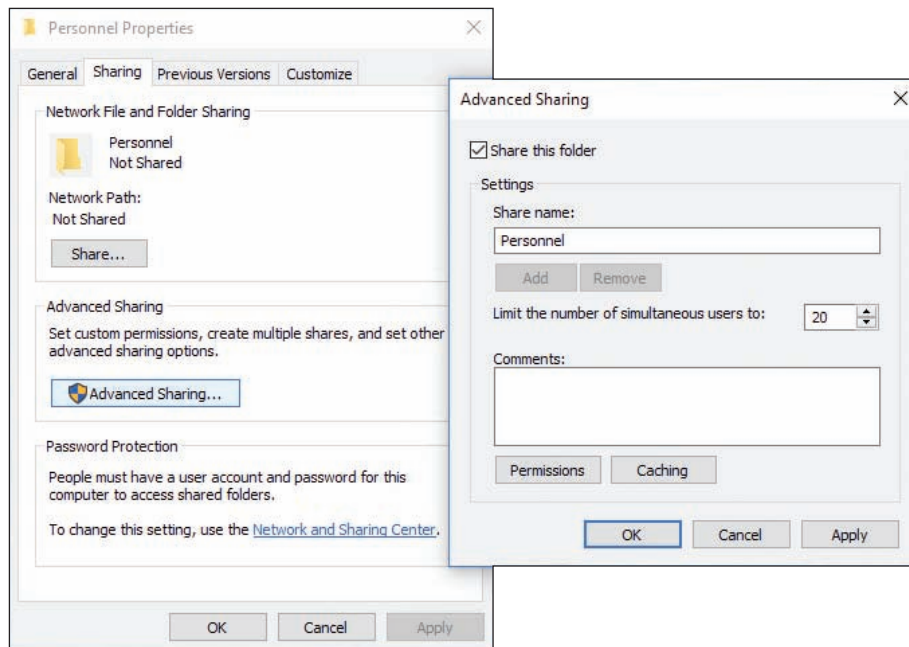 Personnel Properties
General
Sharing
Previous Versions
Customize
Network File and Folder Sharing
Personnel
Not Shared
Network Path:
Not Shared
Share...
Advanced Sharing
Set custom permissions, create multiple shares, and set other
advanced sharing options.
Advanced Sharing...
Password Protection
People must have a user account and password for this
computer to access shared folders.
To change this setting, use the Network and Sharing Center.
OK
Cancel
Apply
Advanced Sharing
Share this folder
Settings
Share name:
Personnel
Add
Remove
Limit the number of simultaneous users to:
20
Comments:
Permissions
Caching
OK
Cancel
Apply